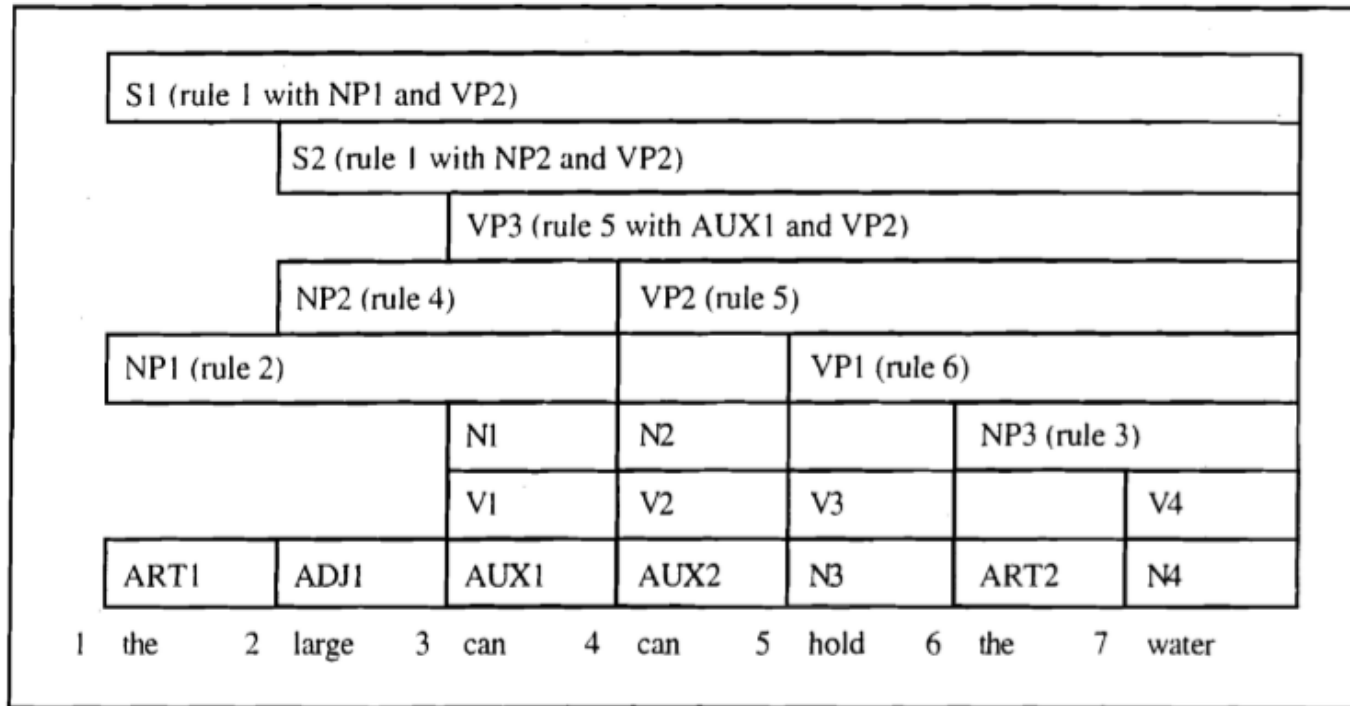 S1 (rule 1 with NP1 and VP2)
S2 (rule 1 with NP2 and VP2)
VP3 (rule 5 with AUX1 and VP2)
NP2 (rule 4) VP2 (rule 5)
NP1 (rule 2) VP1 (rule 6)
N1 N2 NP3 (rule 3)
V1 V2 V3 V4
ART1 ADJ1 AUX1 AUX2 N3 ART2 N4
1 the 2 large 3 can 4 can 5 hold 6 the 7 water